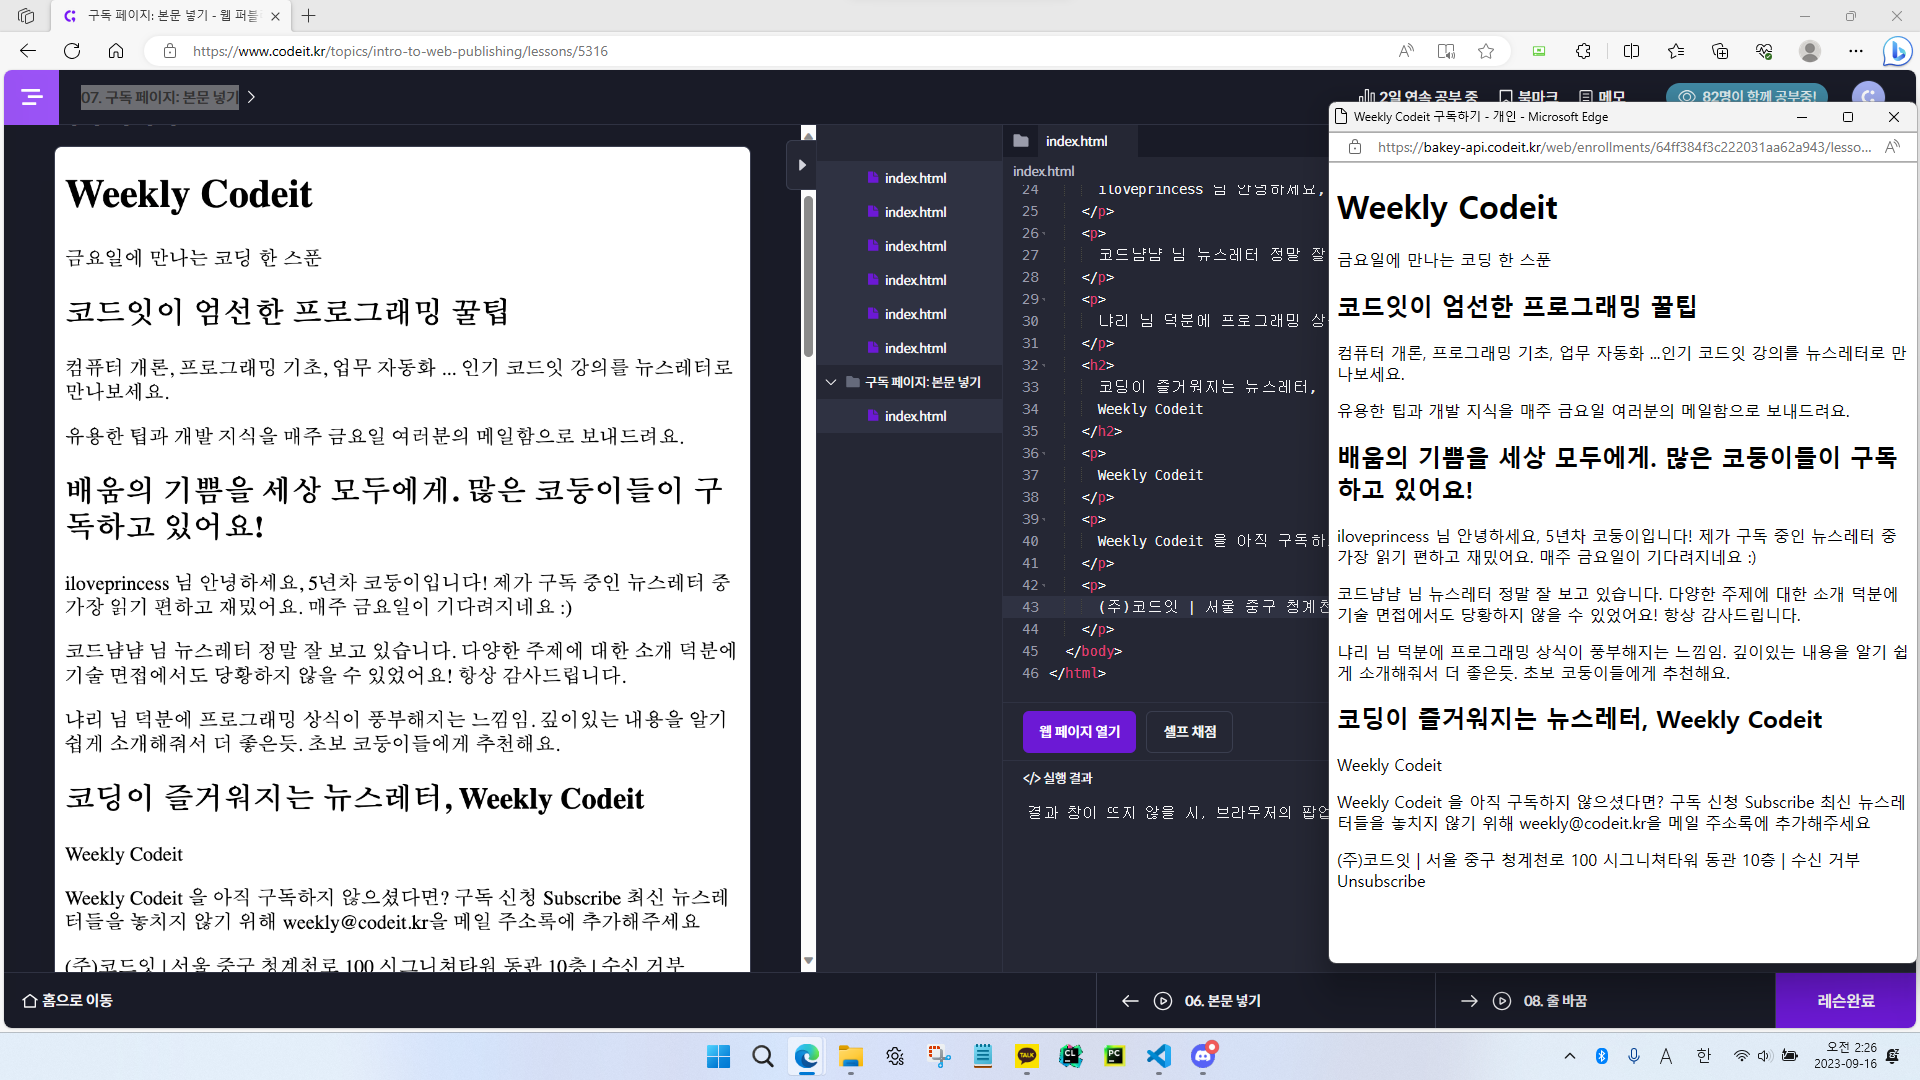 구독 페이지: 본문 넣기 - 웹 퍼블
https://www.codeit.kr/topics/intro-to-web-publishing/lessons/5316
07. 구독 페이지: 본문 넣기
2일 연속 공부 중
북마크
메모
82명이 함께 공부중!
Weekly Codeit
금요일에 만나는 코딩 한 스푼
코드잇이 엄선한 프로그래밍 꿀팁
컴퓨터 개론, 프로그래밍 기초, 업무 자동화 ... 인기 코드잇 강의를 뉴스레터로
만나보세요.
유용한 팁과 개발 지식을 매주 금요일 여러분의 메일함으로 보내드려요.
배움의 기쁨을 세상 모두에게. 많은 코둥이들이 구
독하고 있어요!
iloveprincess 님 안녕하세요, 5년차 코둥이입니다! 제가 구독 중인 뉴스레터 중
가장 읽기 편하고 재밌어요. 매주 금요일이 기다려지네요 :)
코드냠냠 님 뉴스레터 정말 잘 보고 있습니다. 다양한 주제에 대한 소개 덕분에
기술 면접에서도 당황하지 않을 수 있었어요! 항상 감사드립니다.
냐리 님 덕분에 프로그래밍 상식이 풍부해지는 느낌임. 깊이있는 내용을 알기
쉽게 소개해줘서 더 좋은듯. 초보 코둥이들에게 추천해요.
코딩이 즐거워지는 뉴스레터, Weekly Codeit
Weekly Codeit
Weekly Codeit 을 아직 구독하지 않으셨다면? 구독 신청 Subscribe 최신 뉴스레
터들을 놓치지 않기 위해 weekly@codeit.kr을 메일 주소록에 추가해주세요
(주)코드잇 | 서울 중구 청계천로 100 시그니쳐타워 동관 10층 | 수신 거부
index.html
index.html
index.html
index.html
index.html
index.html
구독 페이지: 본문 넣기
index.html
index.html
index.html
24 iloveprincess 님 안녕하세요,
25 </p>
26 <p>
27 코드냠냠 님 뉴스레터 정말 잘
28 </p>
29 <p>
30 냐리 님 덕분에 프로그래밍 상
31 </p>
32 <h2>
33 코딩이 즐거워지는 뉴스레터,
34 Weekly Codeit
35 </h2>
36 <p>
37 Weekly Codeit
38 </p>
39 <p>
40 Weekly Codeit 을 아직 구독하
41 </p>
42 <p>
43 (주)코드잇 | 서울 중구 청계천
44 </p>
45 </body>
46 </html>
웹 페이지 열기
셀프 채점
</> 실행 결과
결과 창이 뜨지 않을 시, 브라우저의 팝업
Weekly Codeit 구독하기 - 개인 - Microsoft Edge
https://bakey-api.codeit.kr/web/enrollments/64ff384f3c222031aa62a943/lesso...
Weekly Codeit
금요일에 만나는 코딩 한 스푼
코드잇이 엄선한 프로그래밍 꿀팁
컴퓨터 개론, 프로그래밍 기초, 업무 자동화 ...인기 코드잇 강의를 뉴스레터로 만
나보세요.
유용한 팁과 개발 지식을 매주 금요일 여러분의 메일함으로 보내드려요.
배움의 기쁨을 세상 모두에게. 많은 코둥이들이 구독
하고 있어요!
iloveprincess 님 안녕하세요, 5년차 코둥이입니다! 제가 구독 중인 뉴스레터 중
가장 읽기 편하고 재밌어요. 매주 금요일이 기다려지네요 :)
코드냠냠 님 뉴스레터 정말 잘 보고 있습니다. 다양한 주제에 대한 소개 덕분에
기술 면접에서도 당황하지 않을 수 있었어요! 항상 감사드립니다.
냐리 님 덕분에 프로그래밍 상식이 풍부해지는 느낌임. 깊이있는 내용을 알기 쉽
게 소개해줘서 더 좋은듯. 초보 코둥이들에게 추천해요.
코딩이 즐거워지는 뉴스레터, Weekly Codeit
Weekly Codeit
Weekly Codeit 을 아직 구독하지 않으셨다면? 구독 신청 Subscribe 최신 뉴스레
터들을 놓치지 않기 위해 weekly@codeit.kr을 메일 주소록에 추가해주세요
(주)코드잇 | 서울 중구 청계천로 100 시그니쳐타워 동관 10층 | 수신 거부
Unsubscribe
홈으로 이동
06. 본문 넣기
08. 줄 바꿈
레슨완료
TALK
CL
PC
A
한
오전 2:26
2023-09-16